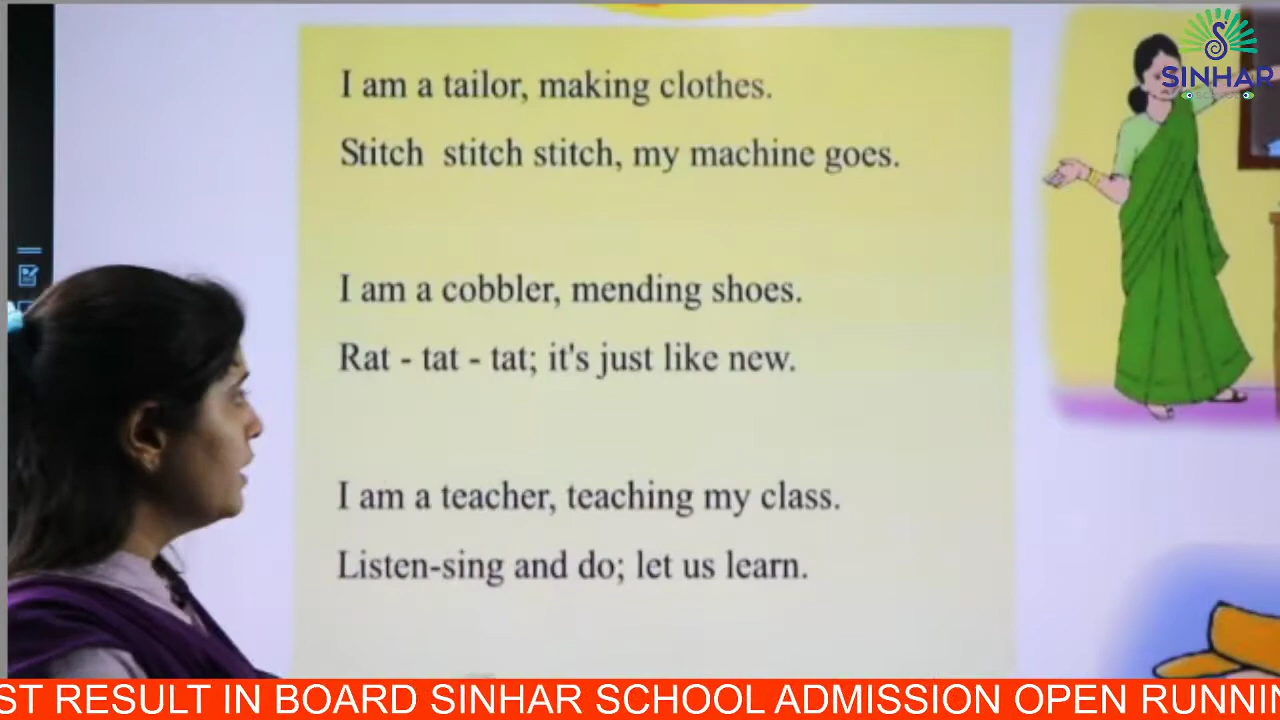 I am a tailor, making clothes.
Stitch stitch stitch, my machine goes.
I am a cobbler, mending shoes.
Rat - tat - tat; it's just like new.
I am a teacher, teaching my class.
Listen-sing and do; let us learn.
SINHAR
ST RESULT IN BOARD SINHAR SCHOOL ADMISSION OPEN RUNNIN